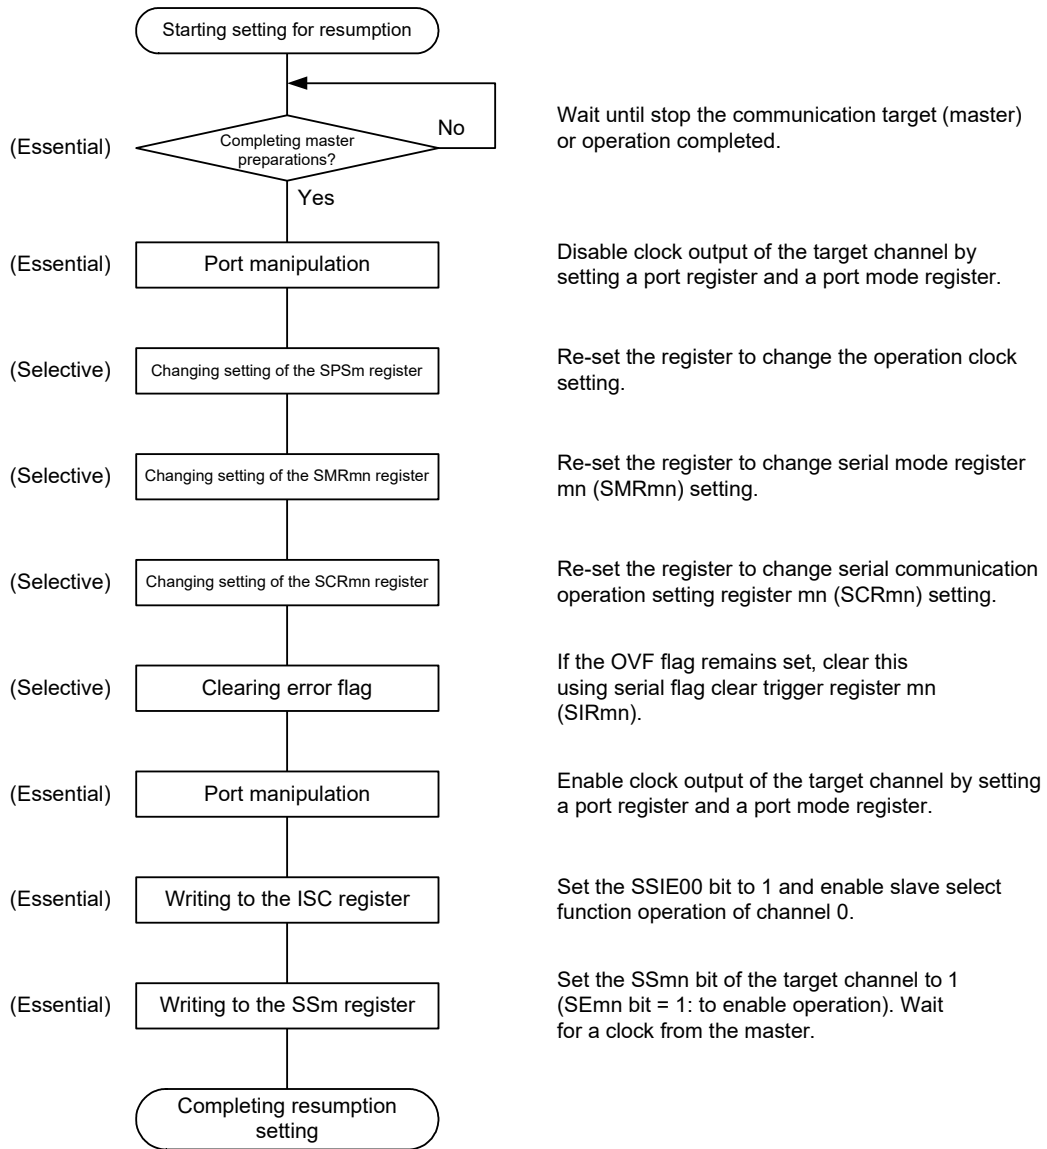 Starting setting for resumption
(Essential)
Completing master
preparations?
No
Yes
Wait until stop the communication target (master)
or operation completed.
(Essential)
Port manipulation
Disable clock output of the target channel by
setting a port register and a port mode register.
(Selective)
Changing setting of the SPSm register
Re-set the register to change the operation clock
setting.
(Selective)
Changing setting of the SMRmn register
Re-set the register to change serial mode register
mn (SMRmn) setting.
(Selective)
Changing setting of the SCRmn register
Re-set the register to change serial communication
operation setting register mn (SCRmn) setting.
(Selective)
Clearing error flag
If the OVF flag remains set, clear this
using serial flag clear trigger register mn
(SIRmn).
(Essential)
Port manipulation
Enable clock output of the target channel by setting
a port register and a port mode register.
(Essential)
Writing to the ISC register
Set the SSIE00 bit to 1 and enable slave select
function operation of channel 0.
(Essential)
Writing to the SSm register
Set the SSmn bit of the target channel to 1
(SEmn bit = 1: to enable operation). Wait
for a clock from the master.
Completing resumption
setting